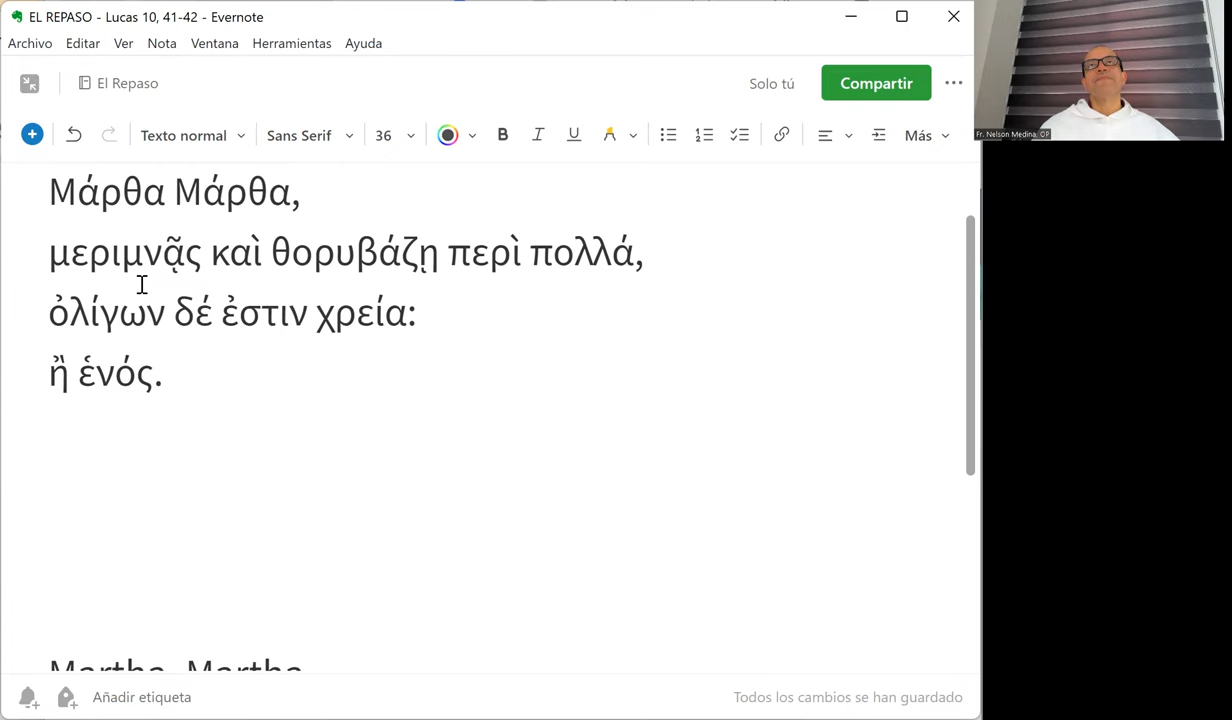 EL REPASO - Lucas 10, 41-42 - Evernote
Archivo Editar Ver Nota Ventana Herramientas Ayuda
El Repaso Solo tú Compartir
Texto normal Sans Serif 36 B I U A Más
Fr. Nelson Medina, OP
Μάρθα Μάρθα,
μεριμνᾷς καὶ θορυβάζῃ περὶ πολλά,
ὀλίγων δέ ἐστιν χρεία:
ἢ ἑνός.
Martha, Martha
Añadir etiqueta Todos los cambios se han guardado